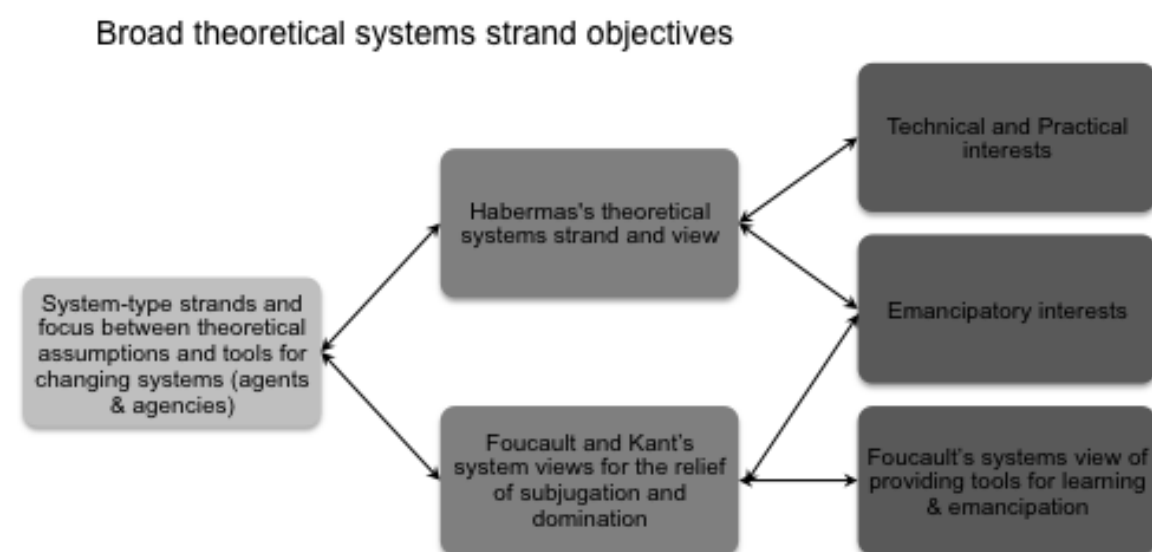 Broad theoretical systems strand objectives
Technical and Practical
interests
Habermas's theoretical
systems strand and view
System-type strands and
focus between theoretical
assumptions and tools for
changing systems (agents
& agencies)
Emancipatory interests
Foucault and Kant's
system views for the relief
of subjugation and
domination
Foucault's systems view of
providing tools for learning
& emancipation